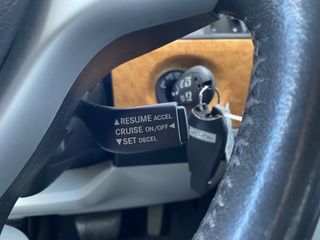 ▲RESUME ACCEL
CRUISE ON/OFF◀
▼SET DECEL